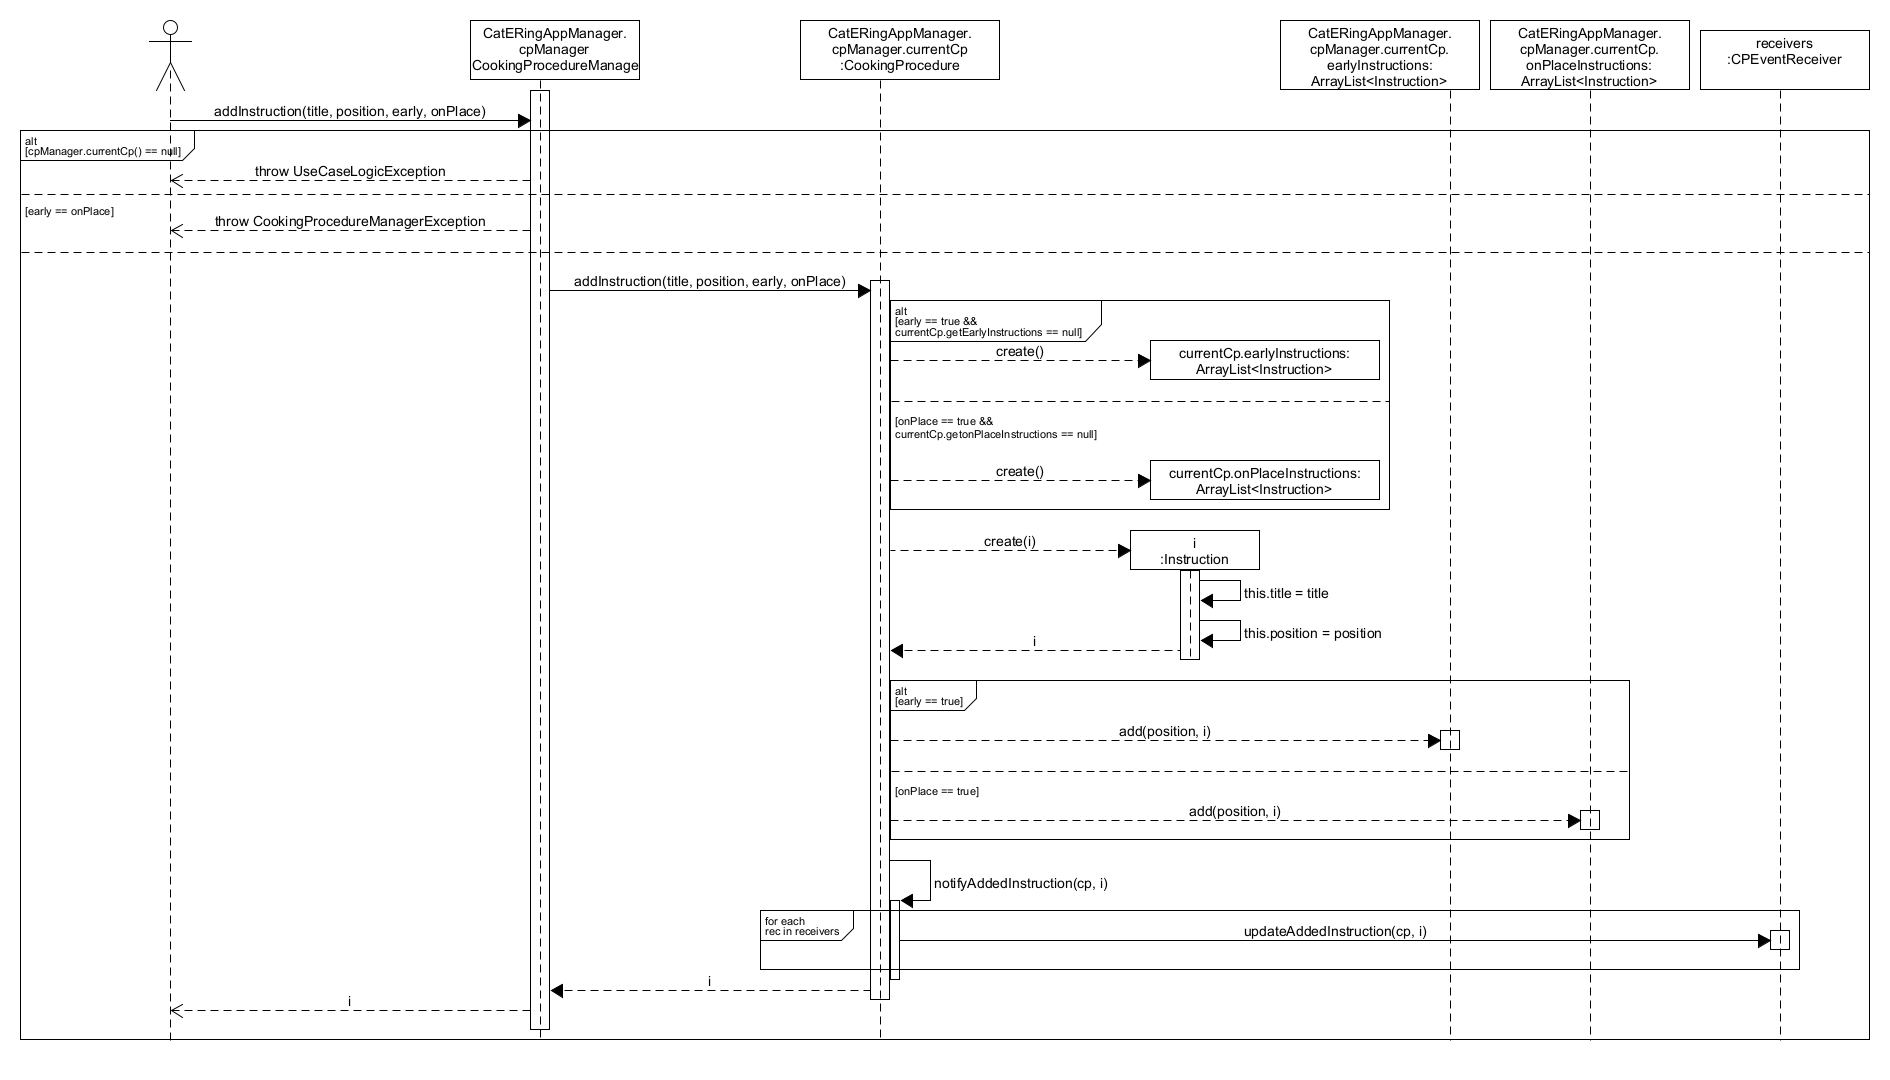 CatERingAppManager.
cpManager
CookingProcedureManage
CatERingAppManager.
cpManager.currentCp
:CookingProcedure
CatERingAppManager.
cpManager.currentCp.
earlyInstructions:
ArrayList<Instruction>
CatERingAppManager.
cpManager.currentCp.
onPlaceInstructions:
ArrayList<Instruction>
receivers
:CPEventReceiver
addInstruction(title, position, early, onPlace)
alt
[cpManager.currentCp() == null]
throw UseCaseLogicException
[early == onPlace]
throw CookingProcedureManagerException
addInstruction(title, position, early, onPlace)
alt
[early == true &&
currentCp.getEarlyInstructions == null]
create()
currentCp.earlyInstructions:
ArrayList<Instruction>
[onPlace == true &&
currentCp.getonPlaceInstructions == null]
create()
currentCp.onPlaceInstructions:
ArrayList<Instruction>
create(i)
i
:Instruction
this.title = title
this.position = position
i
alt
[early == true]
add(position, i)
[onPlace == true]
add(position, i)
notifyAddedInstruction(cp, i)
for each
rec in receivers
updateAddedInstruction(cp, i)
i
i